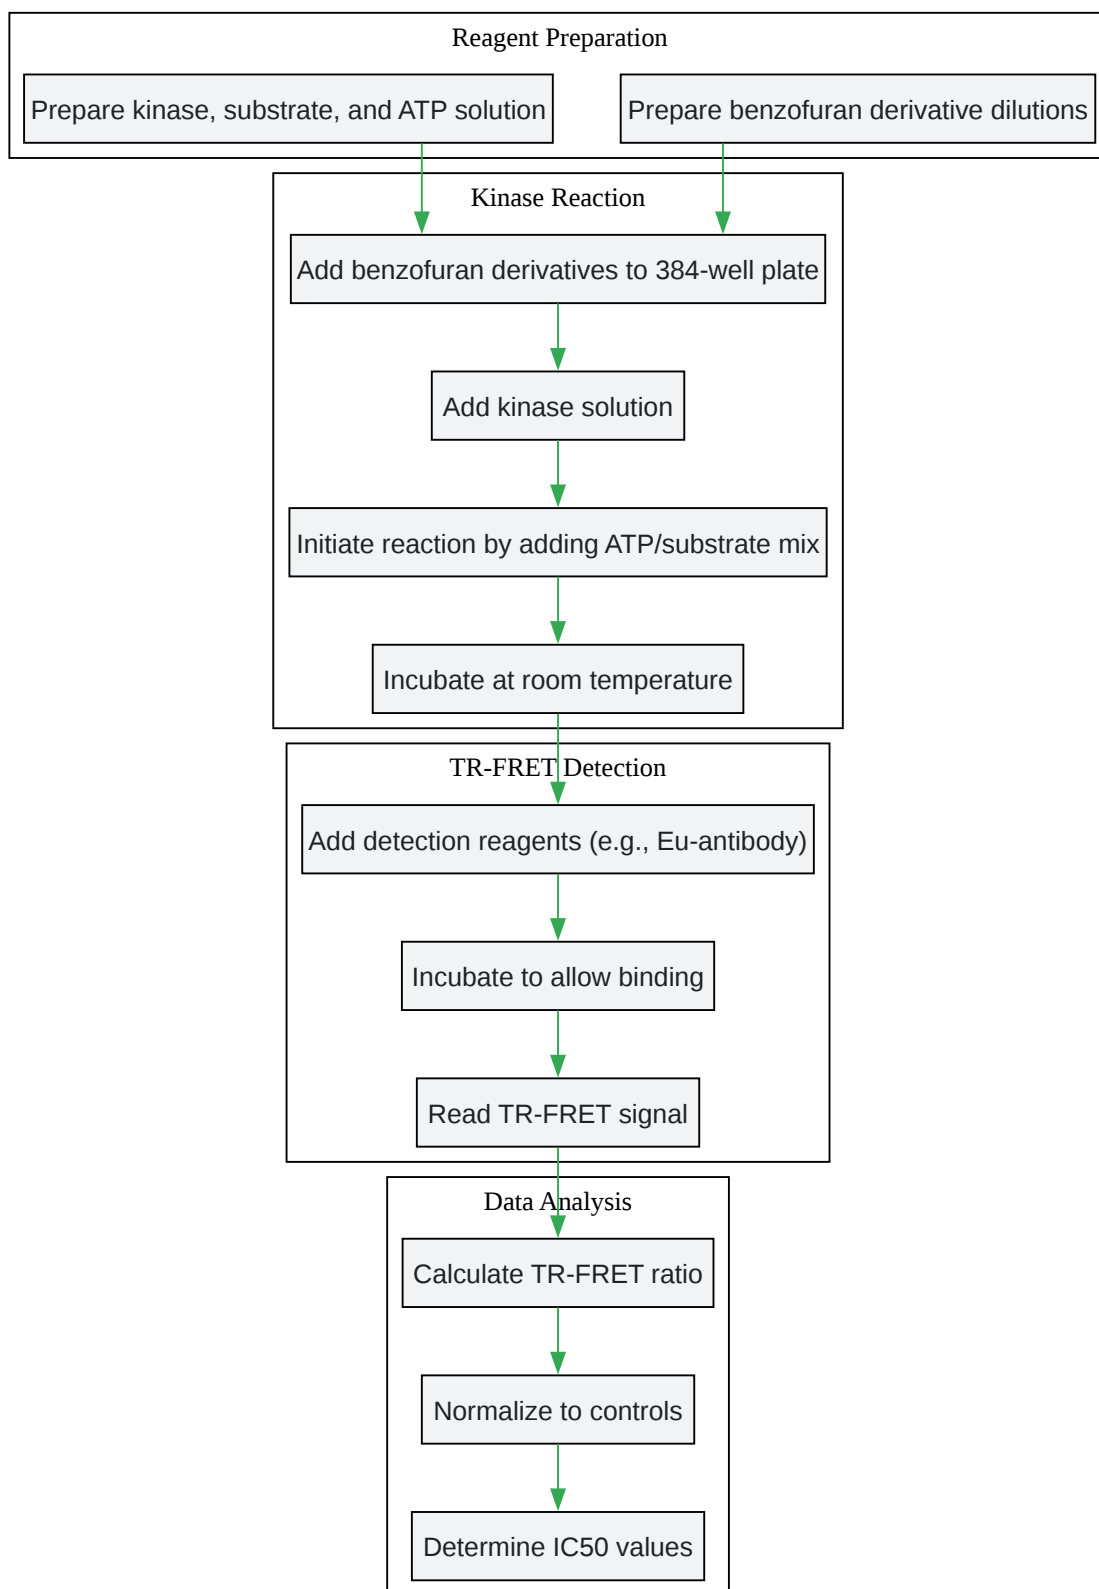 Reagent Preparation
Prepare kinase, substrate, and ATP solution
Prepare benzofuran derivative dilutions
Kinase Reaction
Add benzofuran derivatives to 384-well plate
Add kinase solution
Initiate reaction by adding ATP/substrate mix
Incubate at room temperature
TR-FRET Detection
Add detection reagents (e.g., Eu-antibody)
Incubate to allow binding
Read TR-FRET signal
Data Analysis
Calculate TR-FRET ratio
Normalize to controls
Determine IC50 values